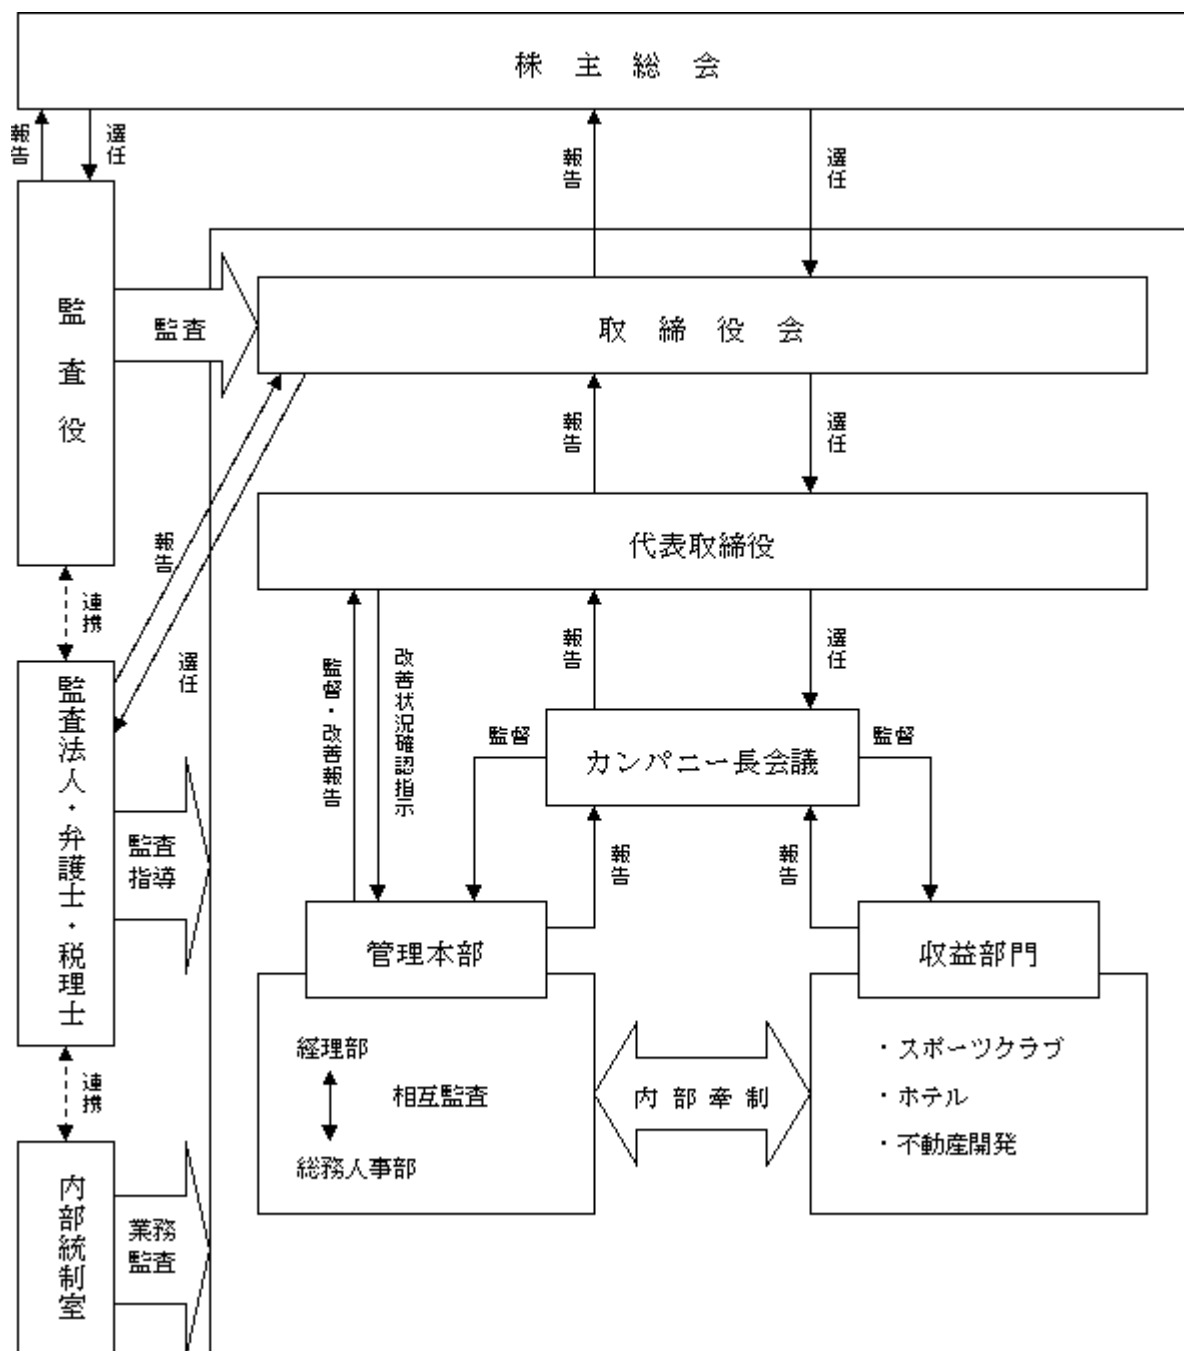 株主総会
報告
選任
報告
選任
監査役
監査
取締役会
報告
選任
報告
選任
代表取締役
連携
監査法人・弁護士・税理士
監査
指導
監督・改善報告
改善状況確認指示
報告
選任
監督
カンパニー長会議
監督
報告
報告
管理本部
収益部門
経理部
相互監査
総務人事部
内部牽制
・スポーツクラブ
・ホテル
・不動産開発
連携
内部統制室
業務
監査